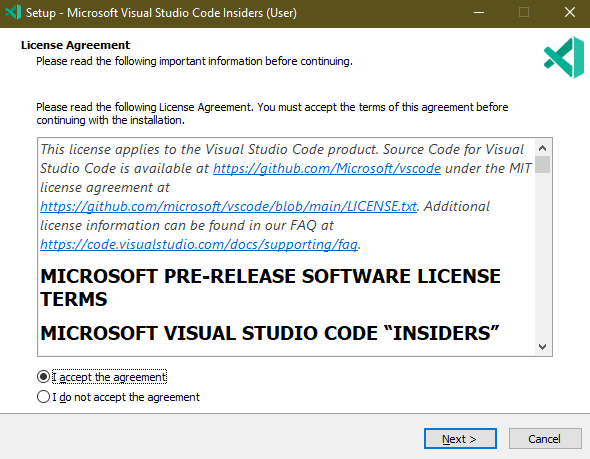 Setup - Microsoft Visual Studio Code Insiders (User)
License Agreement
Please read the following important information before continuing.
Please read the following License Agreement. You must accept the terms of this agreement before
continuing with the installation.
This license applies to the Visual Studio Code product. Source Code for Visual
Studio Code is available at https://github.com/Microsoft/vscode under the MIT
license agreement at
https://github.com/microsoft/vscode/blob/main/LICENSE.txt. Additional
license information can be found in our FAQ at
https://code.visualstudio.com/docs/supporting/faq.
MICROSOFT PRE-RELEASE SOFTWARE LICENSE
TERMS
MICROSOFT VISUAL STUDIO CODE “INSIDERS”
I accept the agreement
I do not accept the agreement
Next >
Cancel